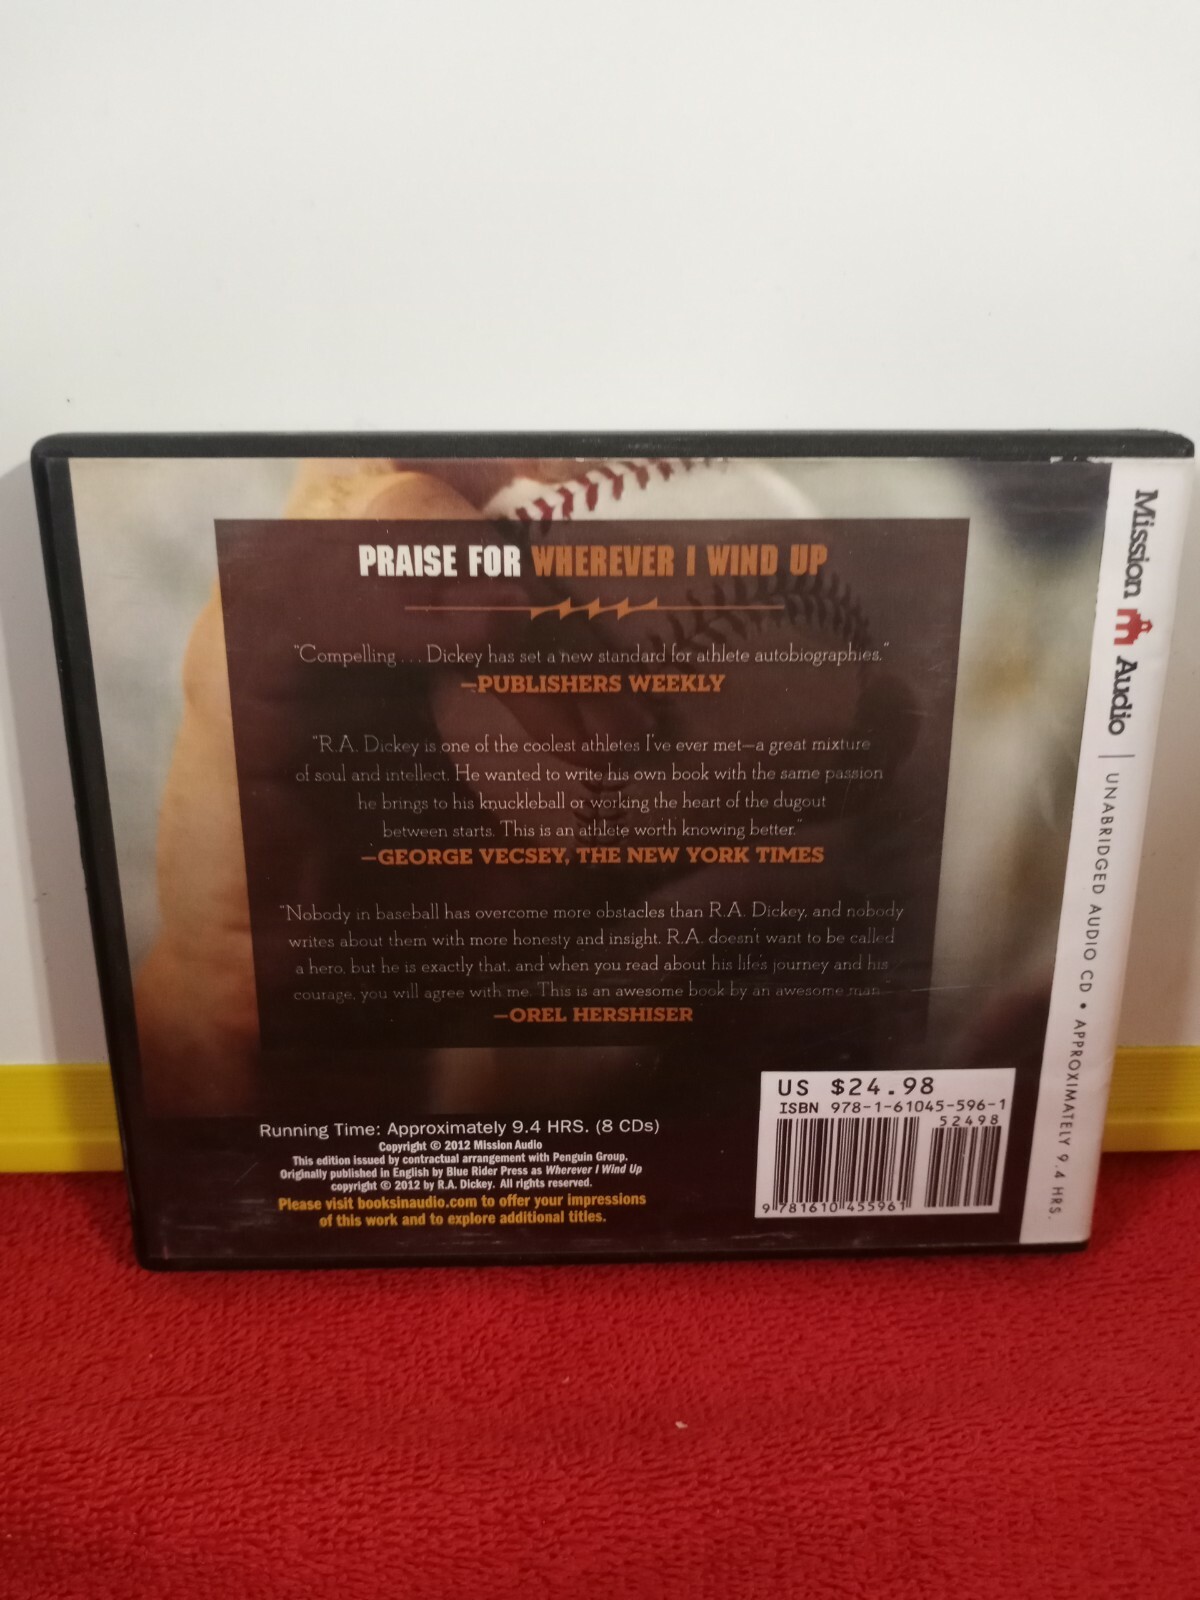 PRAISE FOR WHEREVER I WIND UP
"Compelling . . . Dickey has set a new standard for athlete autobiographies."
—PUBLISHERS WEEKLY
"R.A. Dickey is one of the coolest athletes I've ever met—a great mixture
of soul and intellect. He wanted to write his own book with the same passion
he brings to his knuckleball or working the heart of the dugout
between starts. This is an athlete worth knowing better."
—GEORGE VECSEY, THE NEW YORK TIMES
"Nobody in baseball has overcome more obstacles than R.A. Dickey, and nobody
writes about them with more honesty and insight. R.A. doesn't want to be called
a hero, but he is exactly that, and when you read about his life's journey and his
courage, you will agree with me. This is an awesome book by an awesome man.
—OREL HERSHISER
Running Time: Approximately 9.4 HRS. (8 CDs)
Copyright © 2012 Mission Audio
This edition issued by contractual arrangement with Penguin Group.
Originally published in English by Blue Rider Press as Wherever I Wind Up
copyright © 2012 by R.A. Dickey. All rights reserved.
Please visit booksinaudio.com to offer your impressions
of this work and to explore additional titles.
US $24.98
ISBN 978-1-61045-596-1
52498
9 781610 455961
Mission Audio | UNABRIDGED AUDIO CD • APPROXIMATELY 9.4 HRS.